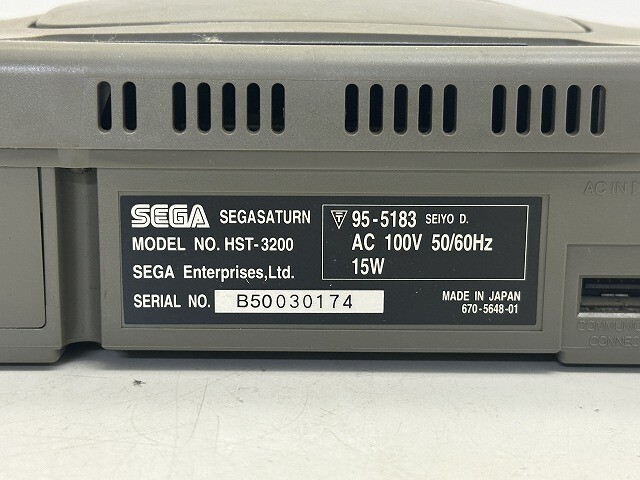 SEGA SEGASATURN
MODEL NO. HST-3200
SEGA Enterprises,Ltd.
SERIAL NO. B50030174
T 95-5183 SEIYO D.
AC 100V 50/60Hz
15W
MADE IN JAPAN
670-5648-01
AC IN